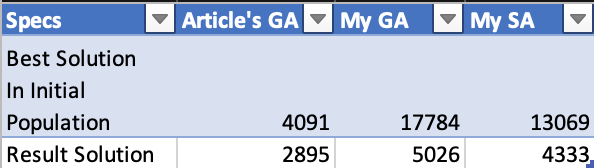 Specs Article's GA My GA My SA
Best Solution
In Initial
Population 4091 17784 13069
Result Solution 2895 5026 4333